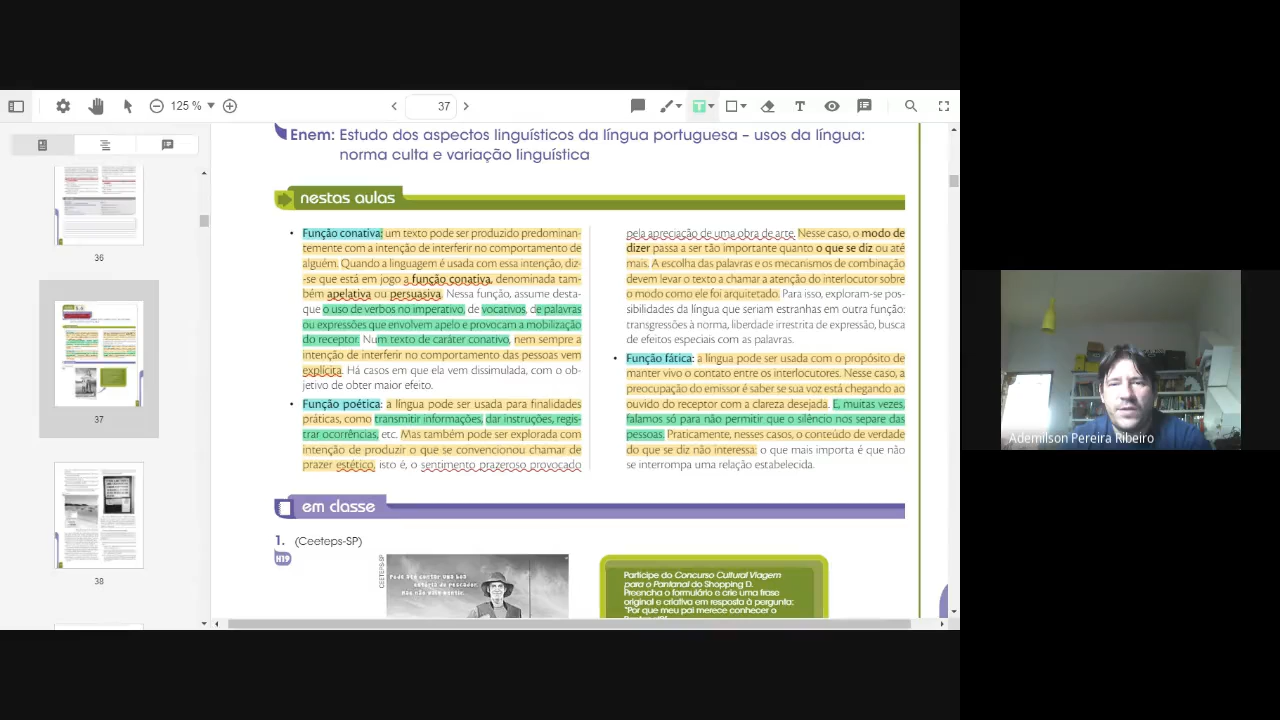 125 %
37
Enem: Estudo dos aspectos linguísticos da língua portuguesa – usos da língua:
norma culta e variação linguística
nestas aulas
• Função conativa: um texto pode ser produzido predominan-
temente com a intenção de interferir no comportamento de
alguém. Quando a linguagem é usada com essa intenção, diz-
-se que está em jogo a função conativa, denominada tam-
bém apelativa ou persuasiva. Nessa função, assume desta-
que o uso de verbos no imperativo, de vocativos, de palavras
ou expressões que envolvem apelo e provocam a mobilização
do receptor. Num texto de caráter conativo, nem sempre a
intenção de interferir no comportamento das pessoas vem
explícita. Há casos em que ela vem dissimulada, com o ob-
jetivo de obter maior efeito.
• Função poética: a língua pode ser usada para finalidades
práticas, como transmitir informações, dar instruções, regis-
trar ocorrências, etc. Mas também pode ser explorada com
intenção de produzir o que se convencionou chamar de
prazer estético, isto é, o sentimento prazeroso provocado
pela apreciação de uma obra de arte. Nesse caso, o modo de
dizer passa a ser tão importante quanto o que se diz ou até
mais. A escolha das palavras e os mecanismos de combinação
devem levar o texto a chamar a atenção do interlocutor sobre
o modo como ele foi arquitetado. Para isso, exploram-se pos-
sibilidades da língua que seriam estranhas em outra função:
transgressões à norma, liberdade irrestrita de expressão, busca
de efeitos especiais com as palavras.
• Função fática: a língua pode ser usada com o propósito de
manter vivo o contato entre os interlocutores. Nesse caso, a
preocupação do emissor é saber se sua voz está chegando ao
ouvido do receptor com a clareza desejada. E, muitas vezes,
falamos só para não permitir que o silêncio nos separe das
pessoas. Praticamente, nesses casos, o conteúdo de verdade
do que se diz não interessa: o que mais importa é que não
se interrompa uma relação estabelecida.
em classe
1. (Ceeteps-SP)
H19
CEETEPS-SP
Pode até contar uma boa
história de pescador.
Mas não vale mentir.
Participe do Concurso Cultural Viagem
para o Pantanal do Shopping D.
Preencha o formulário e crie uma frase
original e criativa em resposta à pergunta:
"Por que meu pai merece conhecer o
36
37
38
Ademilson Pereira Ribeiro